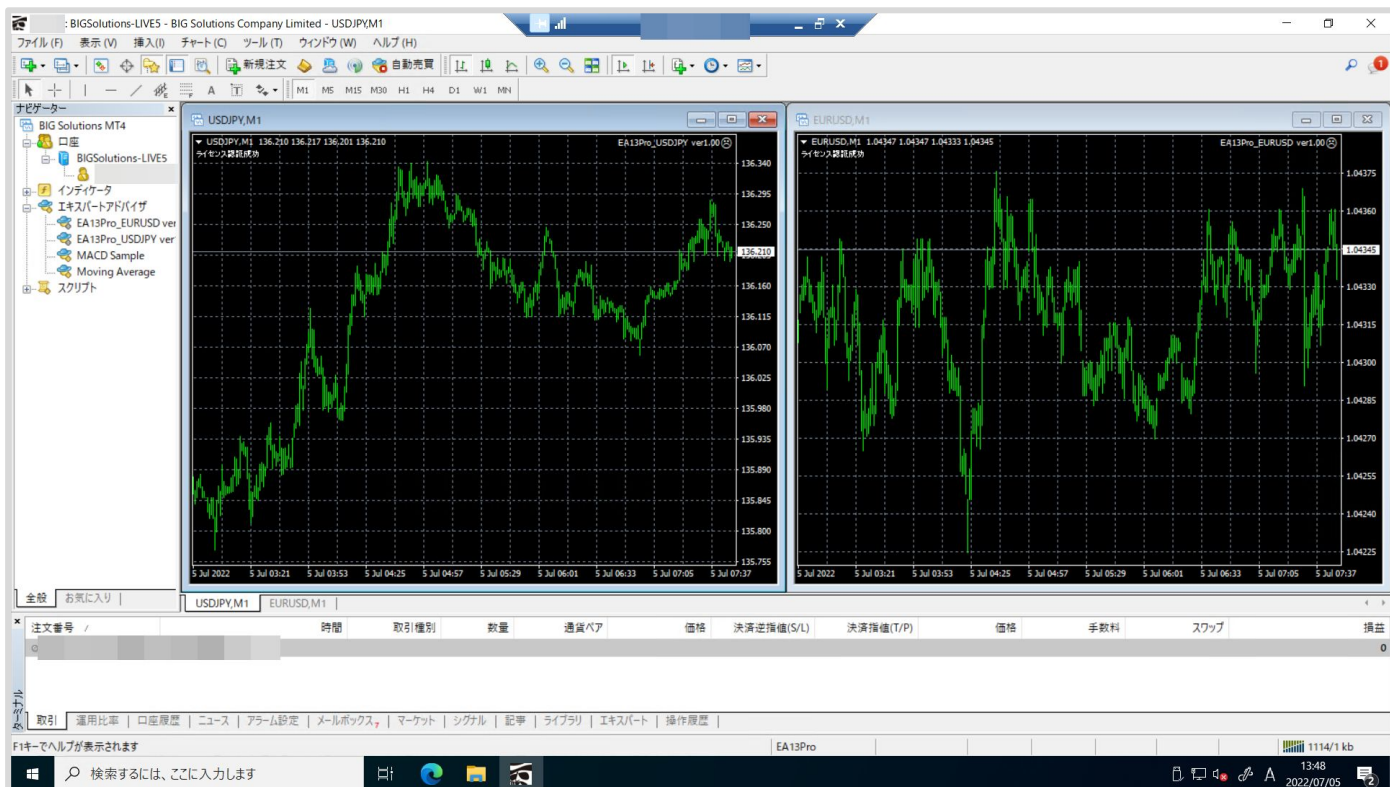 : BIGSolutions-LIVE5 - BIG Solutions Company Limited - USDJPY,M1
ファイル (F) 表示 (V) 挿入(I) チャート (C) ツール (T) ウィンドウ (W) ヘルプ (H)
新規注文 自動売買 1
A T M1 M5 M15 M30 H1 H4 D1 W1 MN
ナビゲーター
BIG Solutions MT4
口座
BIGSolutions-LIVE5
インディケータ
エキスパートアドバイザ
EA13Pro_EURUSD ver
EA13Pro_USDJPY ver
MACD Sample
Moving Average
スクリプト
全般 お気に入り
USDJPY,M1
USDJPY,M1 136.210 136.217 136.201 136.210 EA13Pro_USDJPY ver1.00
ライセンス認証成功
136.340
136.295
136.250
136.210
136.160
136.115
136.070
136.025
135.980
135.935
135.890
135.845
135.800
135.755
5 Jul 2022 5 Jul 03:21 5 Jul 03:53 5 Jul 04:25 5 Jul 04:57 5 Jul 05:29 5 Jul 06:01 5 Jul 06:33 5 Jul 07:05 5 Jul 07:37
EURUSD,M1
EURUSD,M1 1.04347 1.04347 1.04333 1.04345 EA13Pro_EURUSD ver1.00
ライセンス認証成功
1.04375
1.04360
1.04345
1.04330
1.04315
1.04300
1.04285
1.04270
1.04255
1.04240
1.04225
5 Jul 2022 5 Jul 03:21 5 Jul 03:53 5 Jul 04:25 5 Jul 04:57 5 Jul 05:29 5 Jul 06:01 5 Jul 06:33 5 Jul 07:05 5 Jul 07:37
USDJPY,M1 EURUSD,M1
注文番号 / 時間 取引種別 数量 通貨ペア 価格 決済逆指値(S/L) 決済指値(T/P) 価格 手数料 スワップ 損益
0
ターミナル
取引 運用比率 口座履歴 ニュース アラーム設定 メールボックス 7 マーケット シグナル 記事 ライブラリ エキスパート 操作履歴
F1キーでヘルプが表示されます EA13Pro 1114/1 kb
検索するには、ここに入力します A 13:48
2022/07/05 2